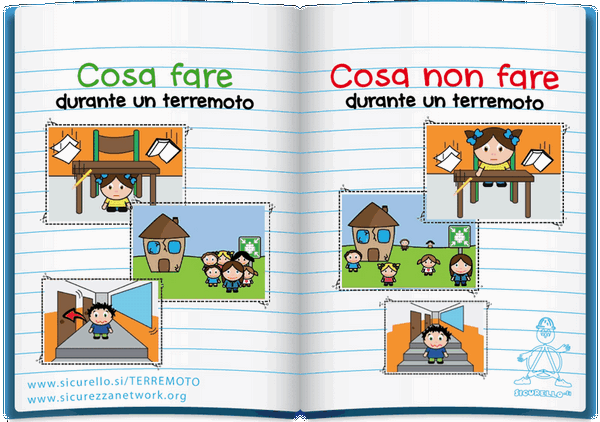 Cosa fare
durante un terremoto
www.sicurello.si/TERREMOTO
www.sicurezzanetwork.org
Cosa non fare
durante un terremoto
SICURELLO.si